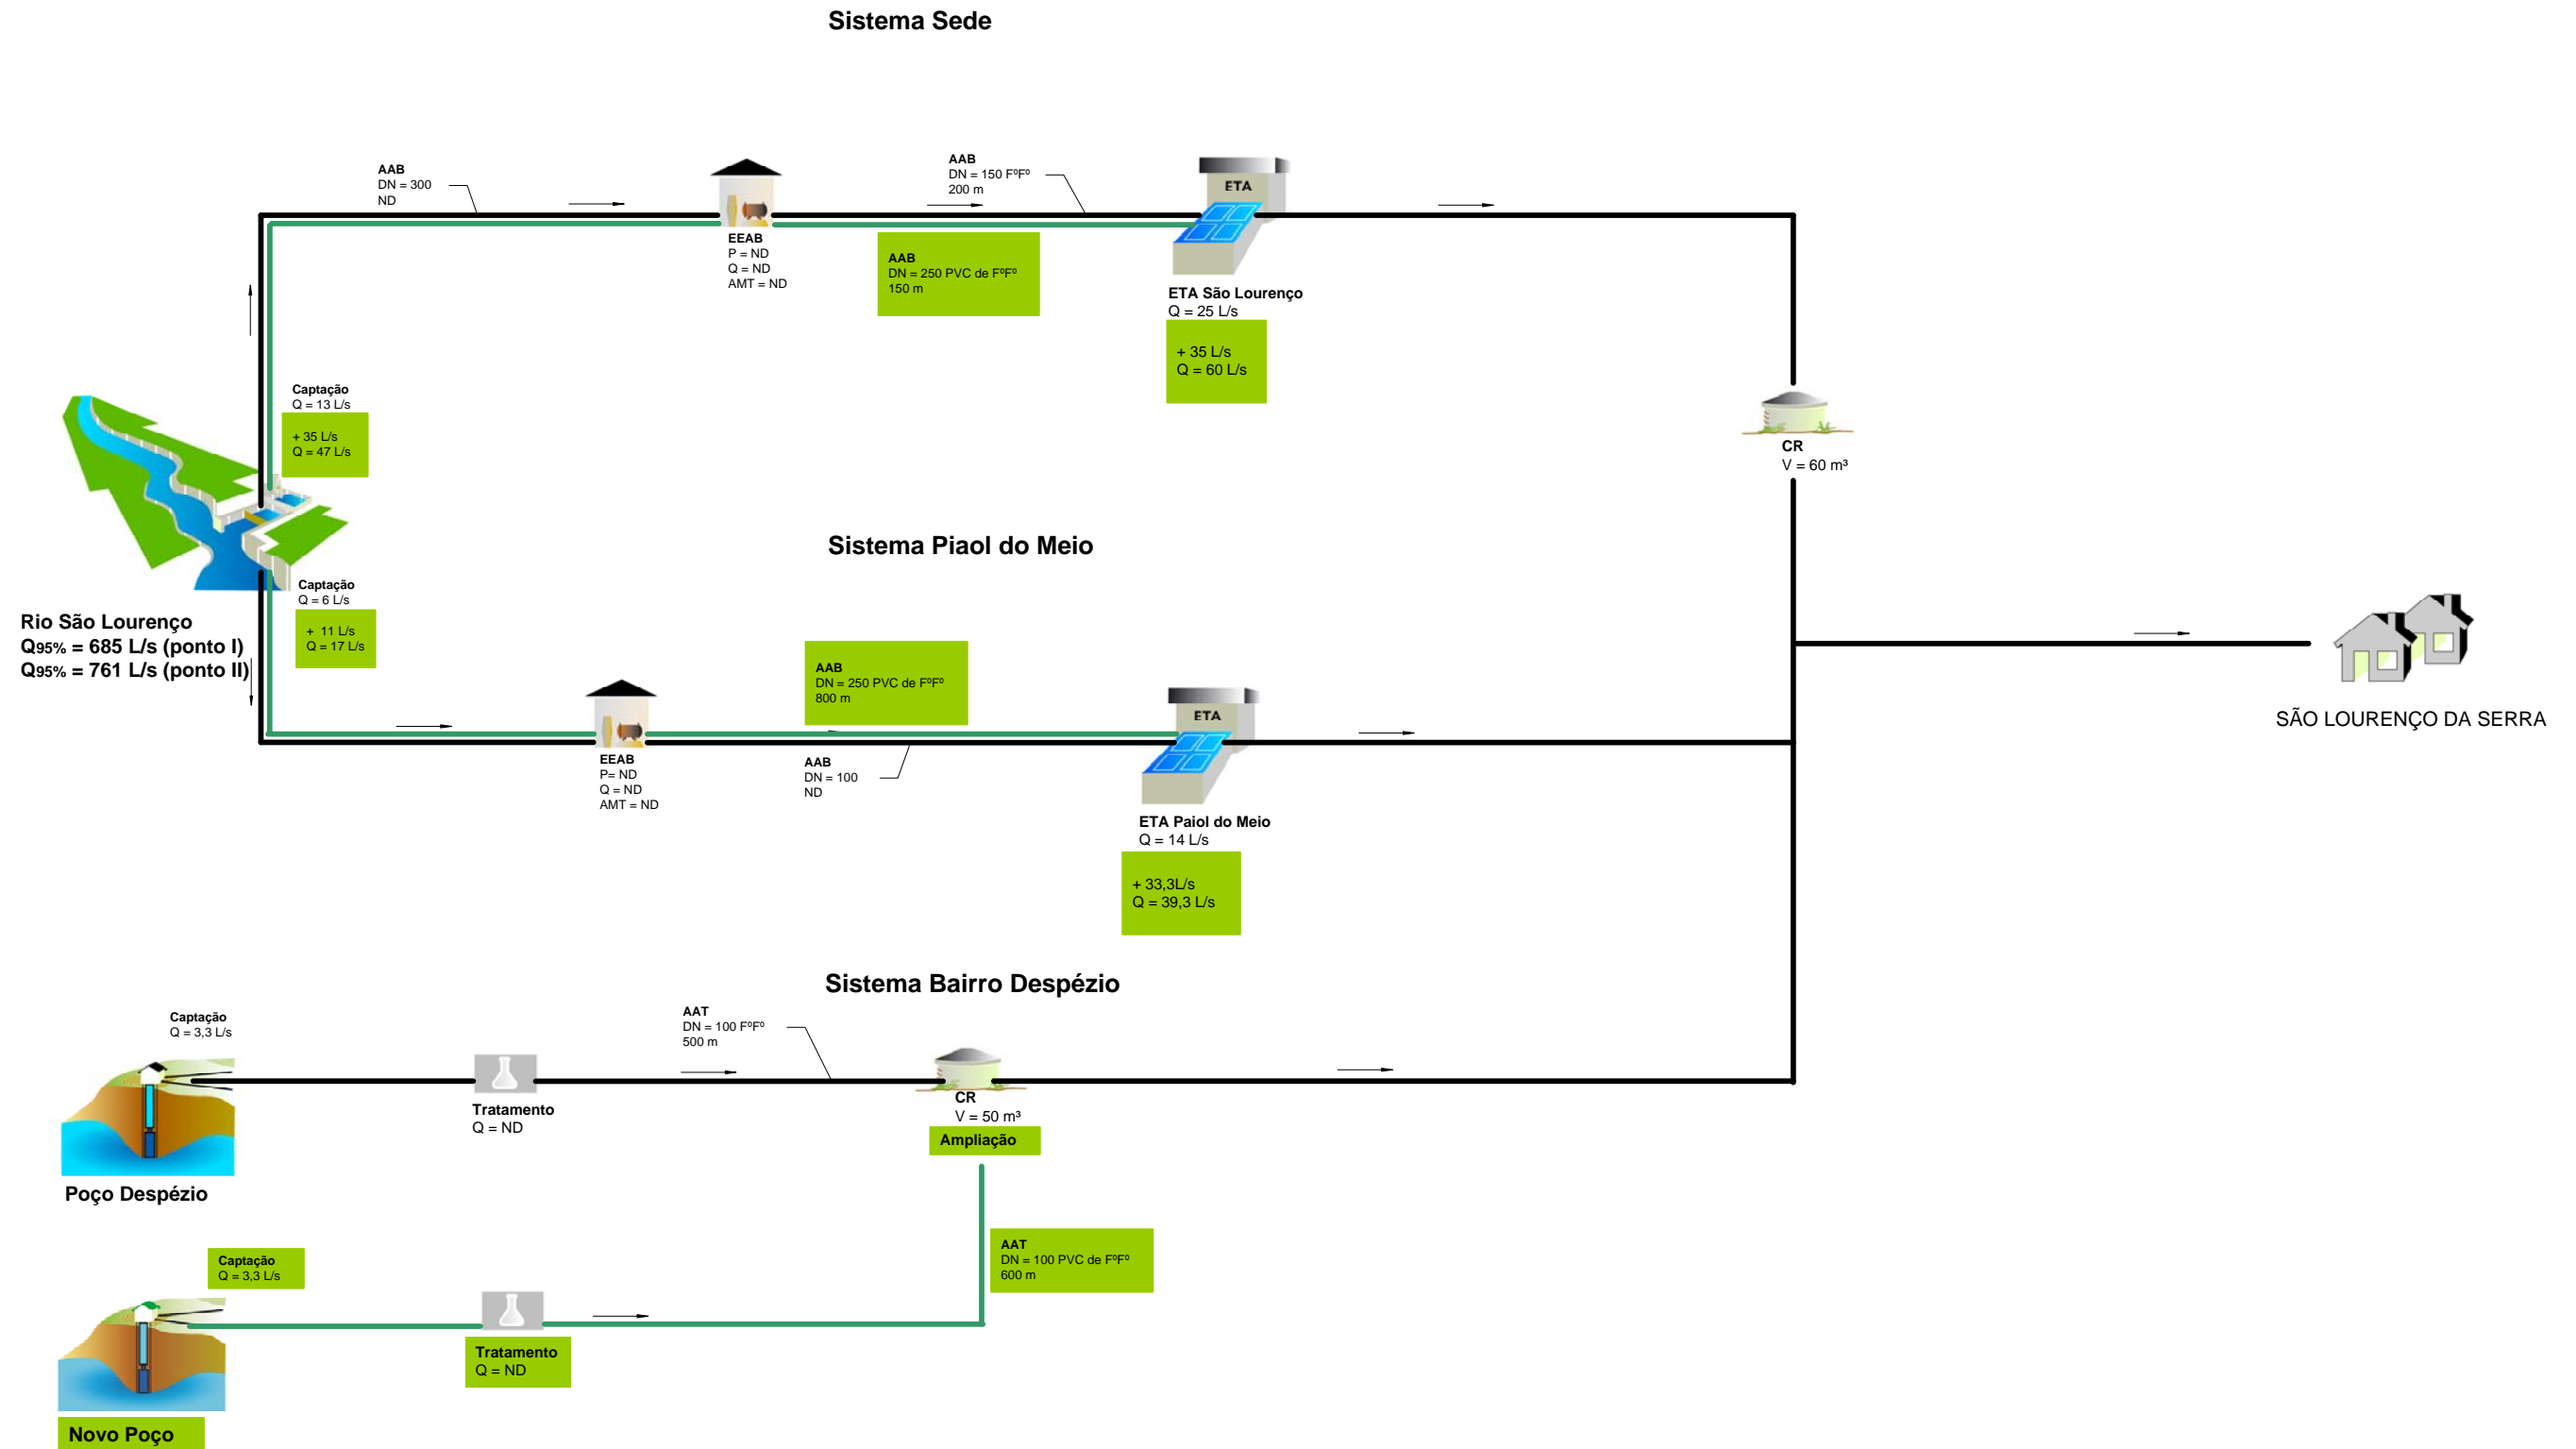 Sistema Sede
AAB
DN = 300
ND
AAB
DN = 150 FºFº
200 m
ETA
EEAB
P = ND
Q = ND
AMT = ND
AAB
DN = 250 PVC de FºFº
150 m
ETA São Lourenço
Q = 25 L/s
+ 35 L/s
Q = 60 L/s
Captação
Q = 13 L/s
+ 35 L/s
Q = 47 L/s
CR
V = 60 m³
Sistema Piaol do Meio
Captação
Q = 6 L/s
+ 11 L/s
Q = 17 L/s
Rio São Lourenço
Q95% = 685 L/s (ponto I)
Q95% = 761 L/s (ponto II)
AAB
DN = 250 PVC de FºFº
800 m
ETA
SÃO LOURENÇO DA SERRA
EEAB
P= ND
Q = ND
AMT = ND
AAB
DN = 100
ND
ETA Paiol do Meio
Q = 14 L/s
+ 33,3L/s
Q = 39,3 L/s
Sistema Bairro Despézio
Captação
Q = 3,3 L/s
AAT
DN = 100 FºFº
500 m
Tratamento
Q = ND
CR
V = 50 m³
Ampliação
Poço Despézio
Captação
Q = 3,3 L/s
AAT
DN = 100 PVC de FºFº
600 m
Tratamento
Q = ND
Novo Poço